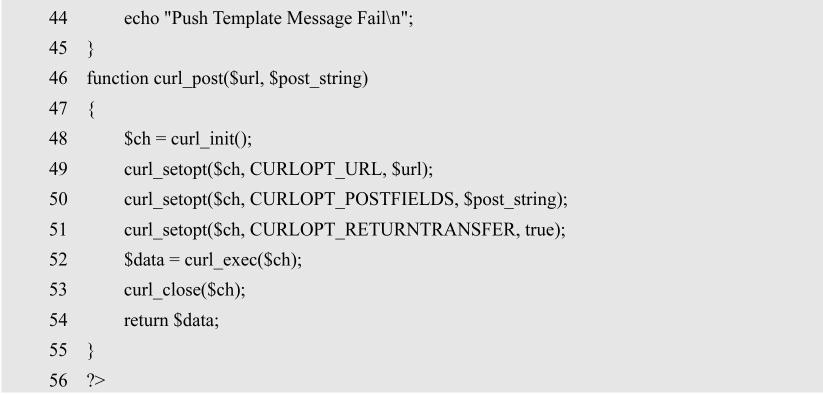 44 echo "Push Template Message Fail\n";
45 }
46 function curl_post($url, $post_string)
47 {
48 $ch = curl_init();
49 curl_setopt($ch, CURLOPT_URL, $url);
50 curl_setopt($ch, CURLOPT_POSTFIELDS, $post_string);
51 curl_setopt($ch, CURLOPT_RETURNTRANSFER, true);
52 $data = curl_exec($ch);
53 curl_close($ch);
54 return $data;
55 }
56 ?>